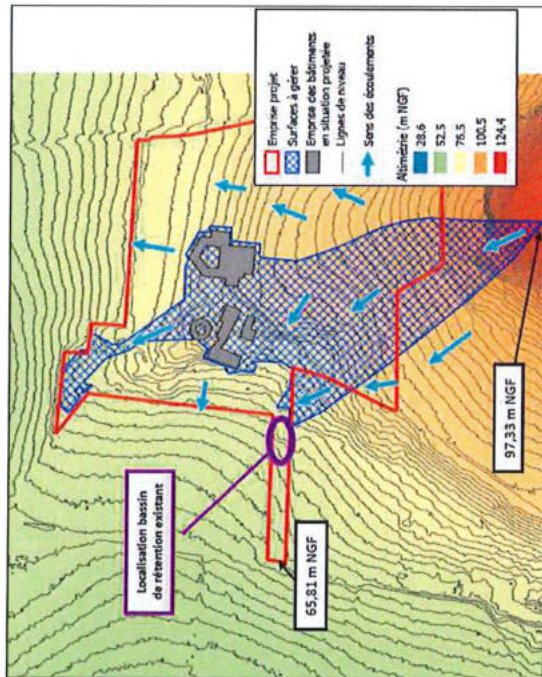 Localisation bassin
de rétention existant
65,81 m NGF
97,33 m NGF
Emprise projet
Surfaces à gérer
Emprise des bâtiments
en situation projetée
Lignes de niveau
Sens des écoulements
Altimétrie (m NGF)
28.6
52.5
76.5
100.5
124.4